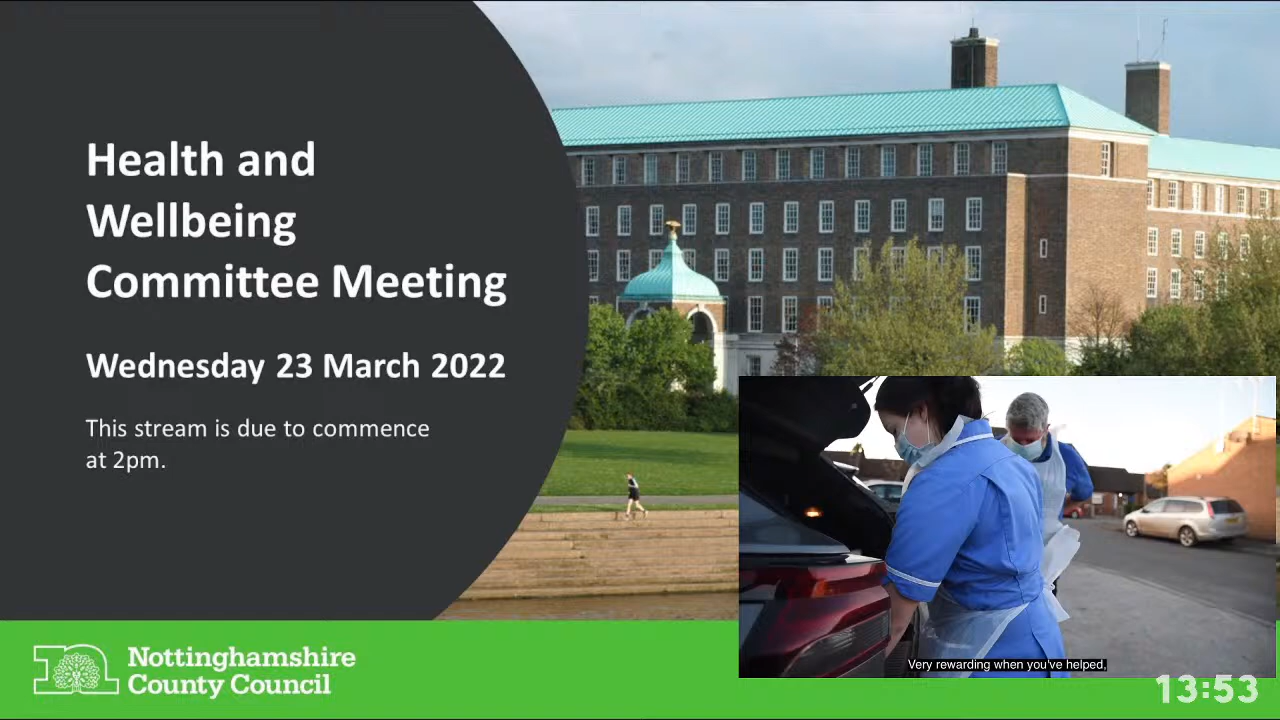 Health and
Wellbeing
Committee Meeting
Wednesday 23 March 2022
This stream is due to commence
at 2pm.
Nottinghamshire
County Council
Very rewarding when you've helped,
13:53